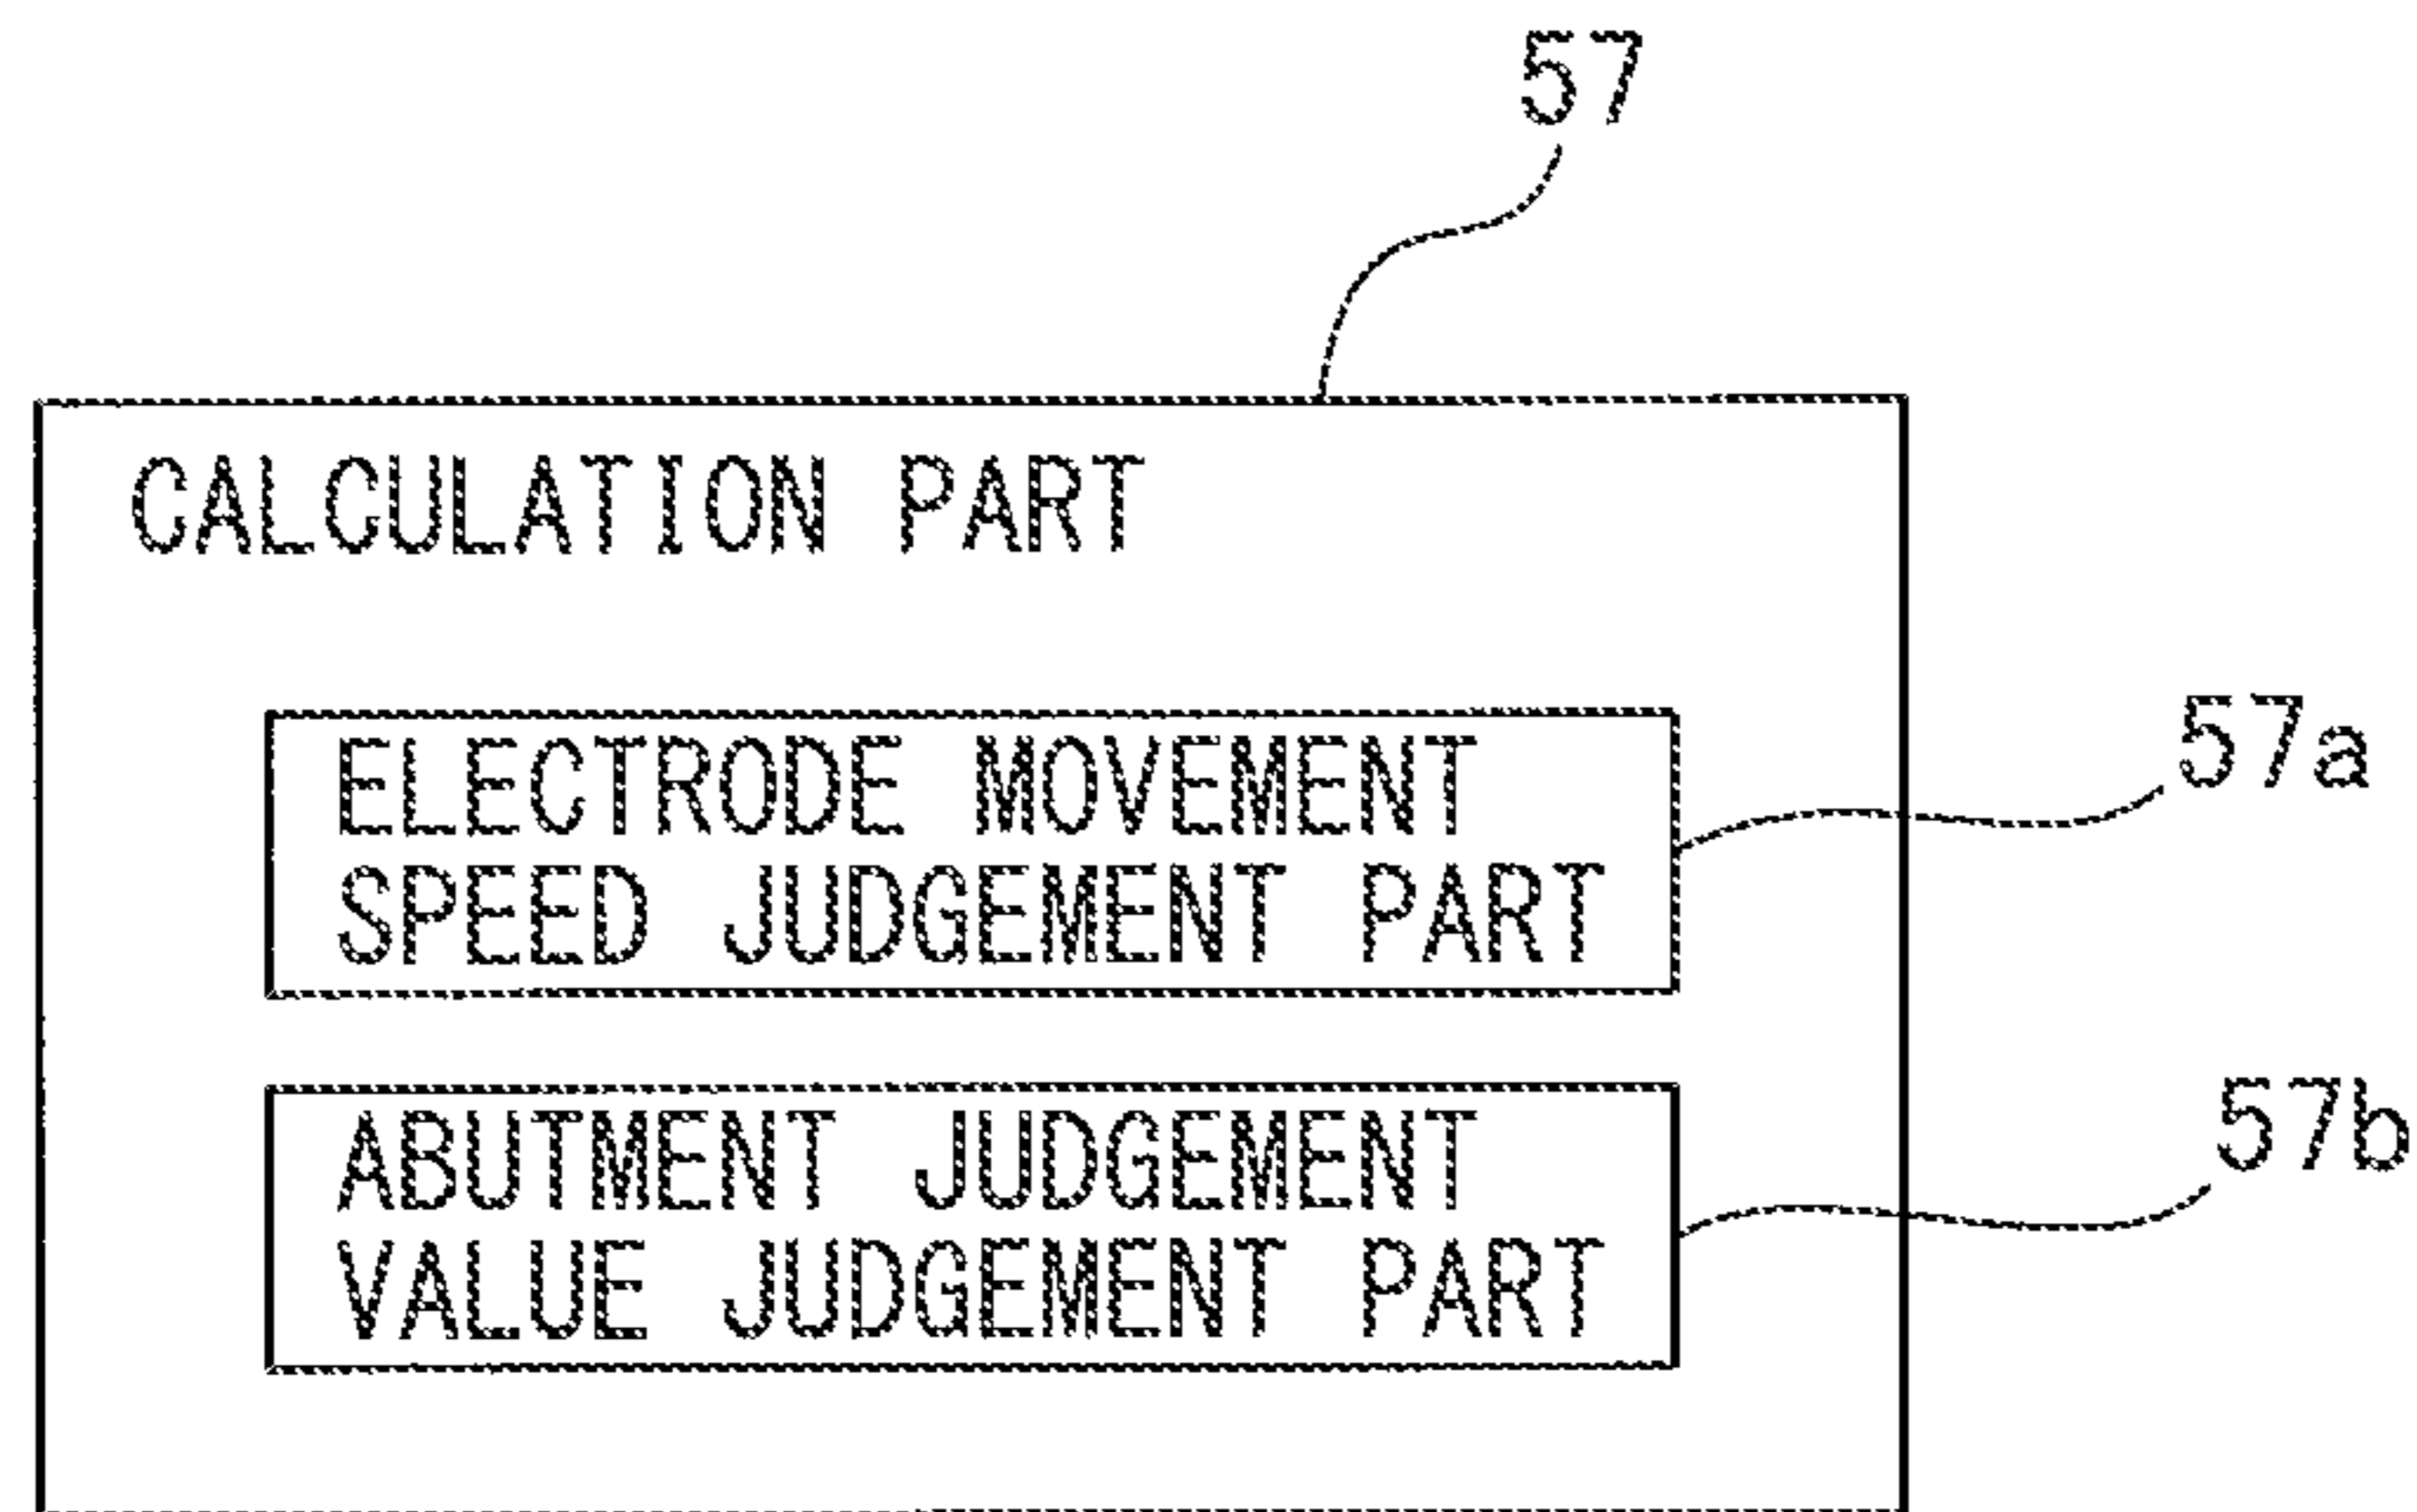 57
CALCULATION PART
ELECTRODE MOVEMENT
SPEED JUDGEMENT PART
57a
ABUTMENT JUDGEMENT
VALUE JUDGEMENT PART
57b